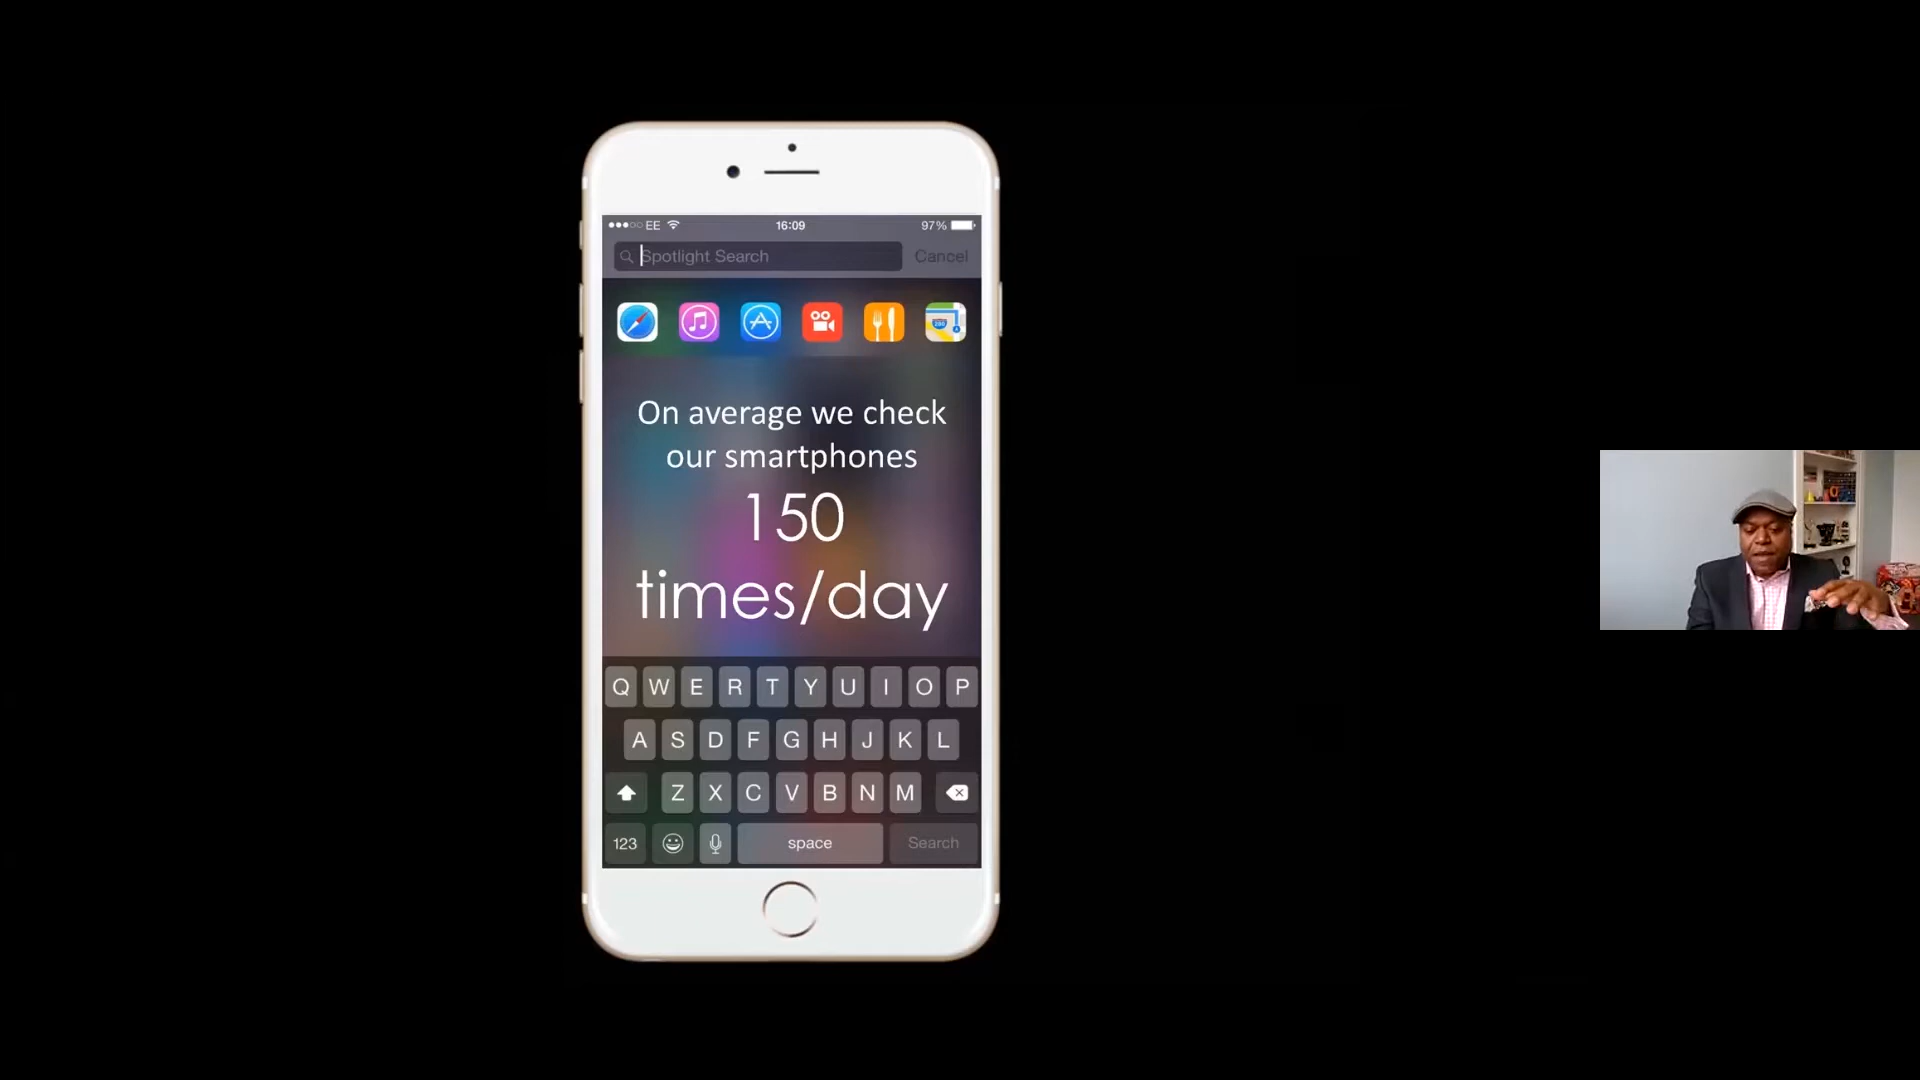 EE 16:09 97%
Spotlight Search Cancel
On average we check
our smartphones
150
times/day
Q W E R T Y U I O P
A S D F G H J K L
Z X C V B N M
123 space Search